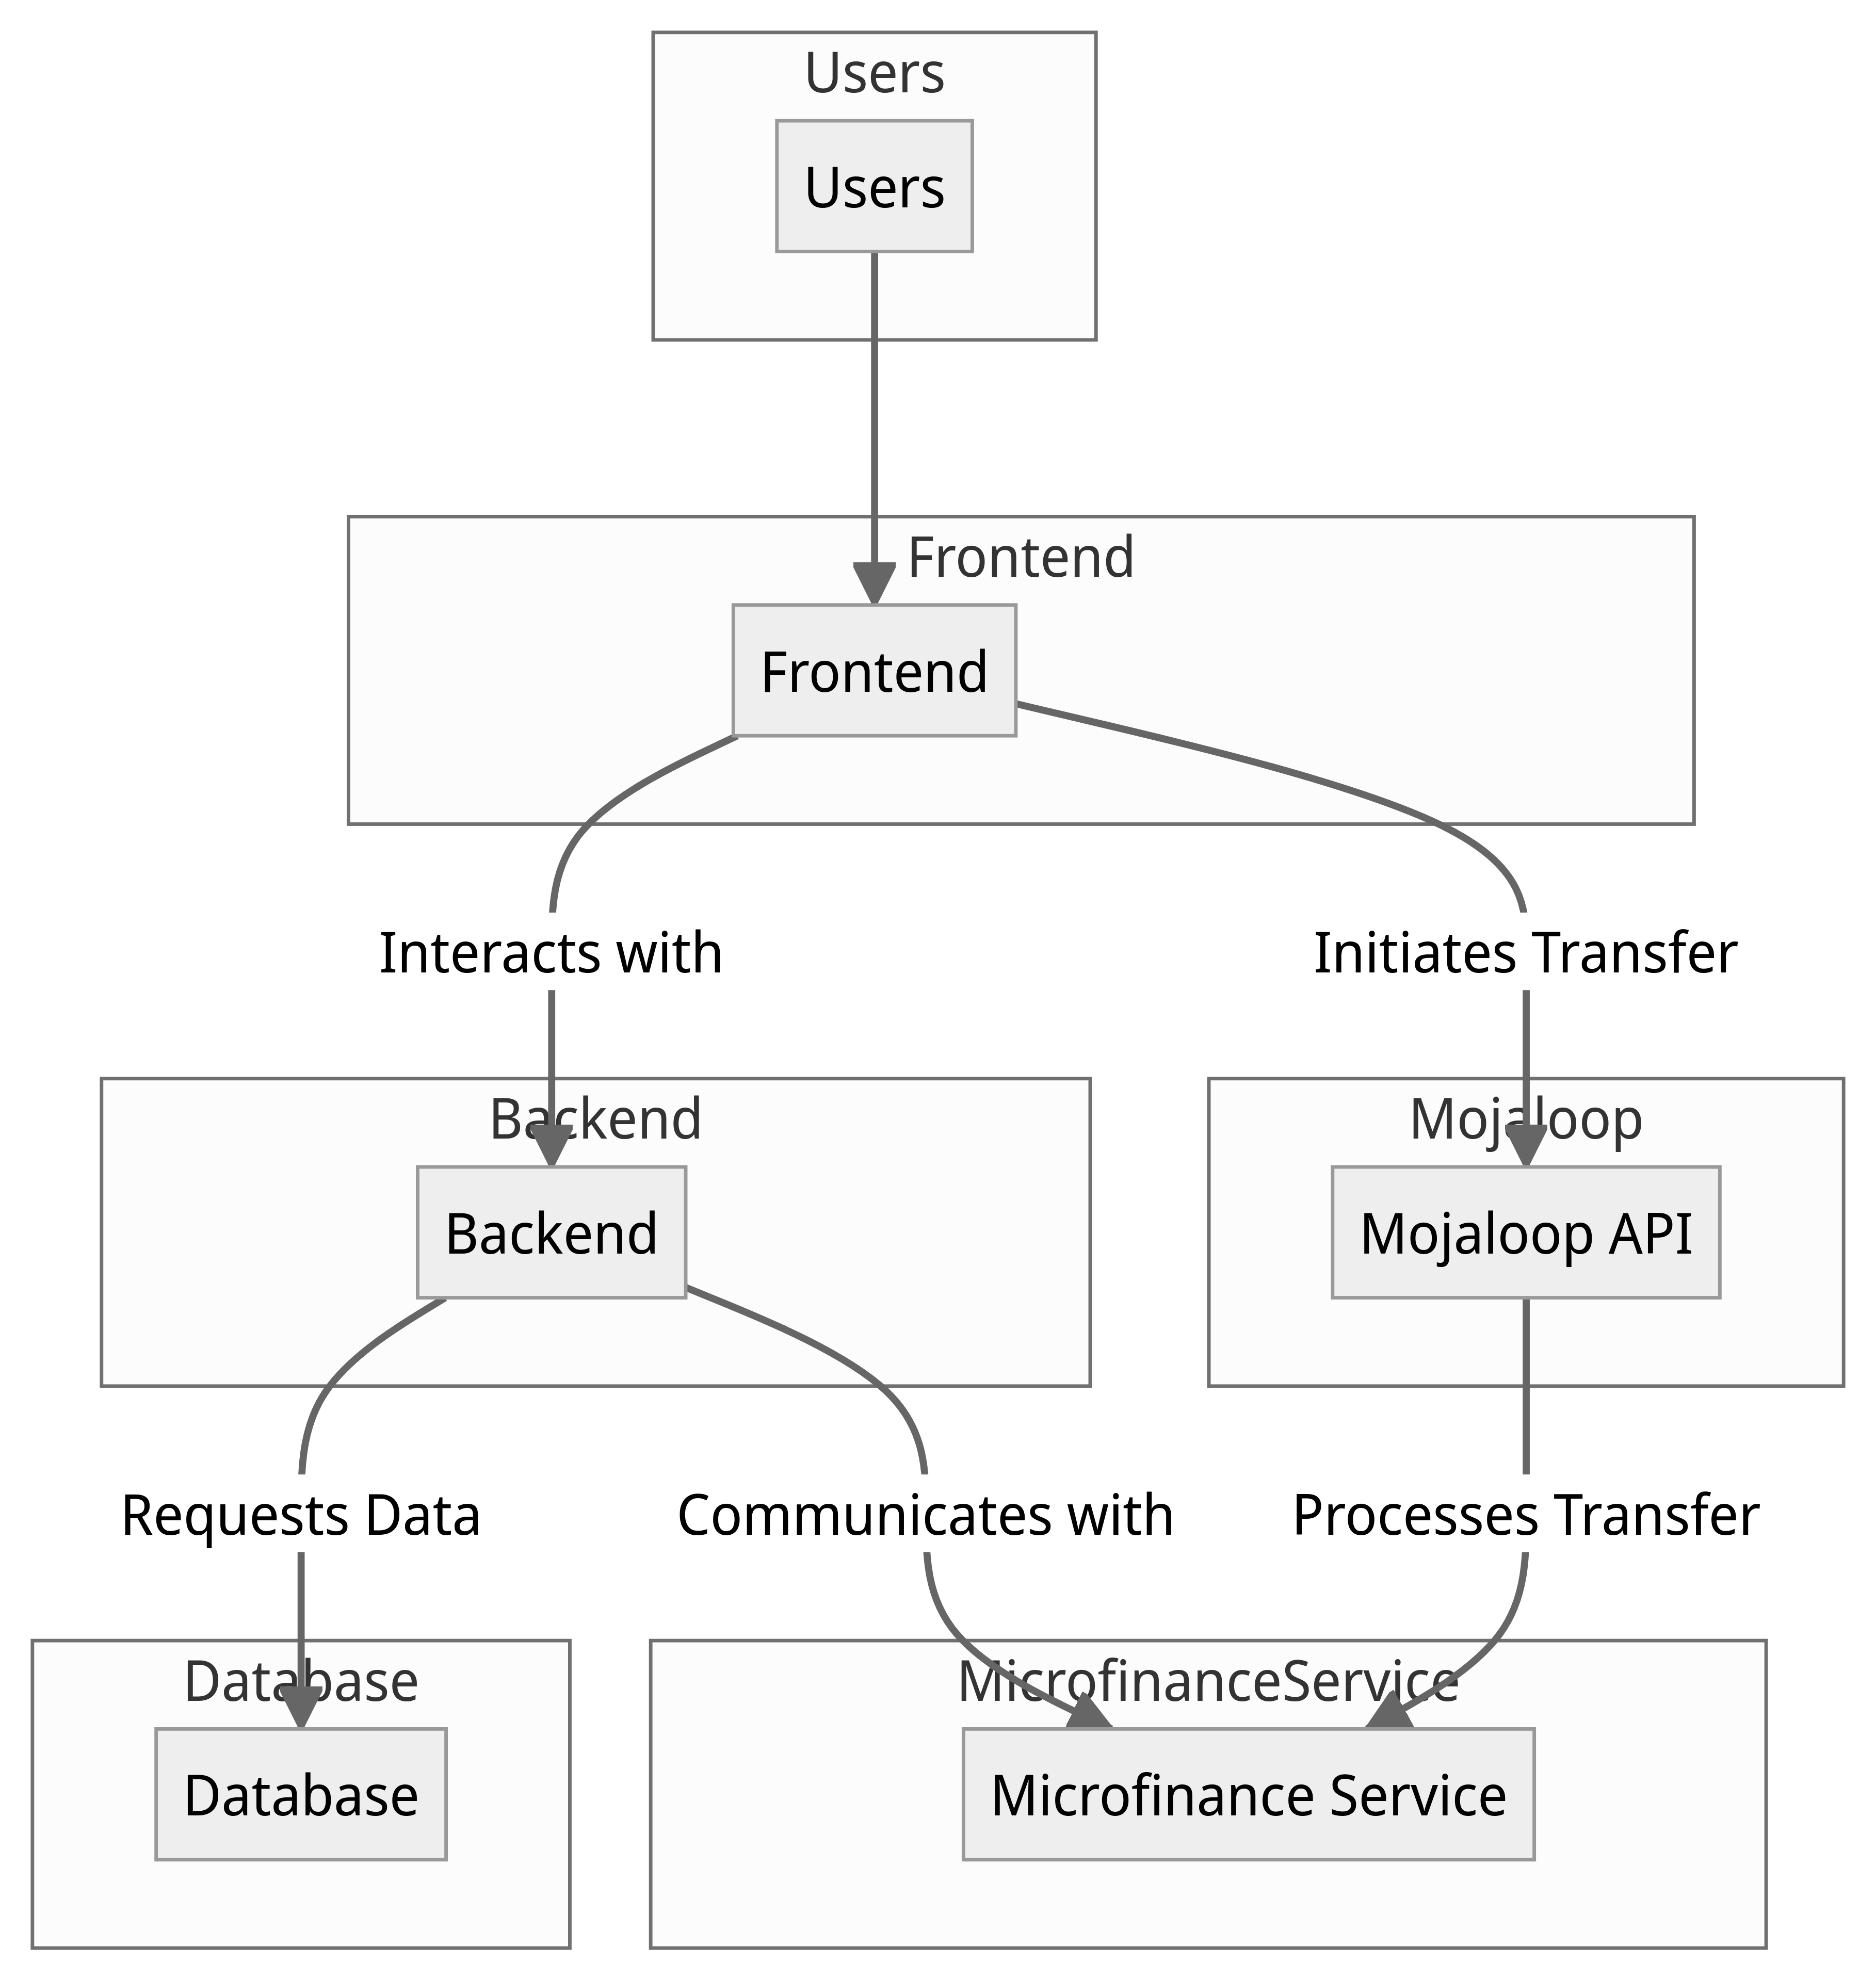 Users
Users
Frontend
Frontend
Interacts with
Initiates Transfer
Backend
Mojaloop
Backend
Mojaloop API
Requests Data
Communicates with
Processes Transfer
Database
MicrofinanceService
Database
Microfinance Service